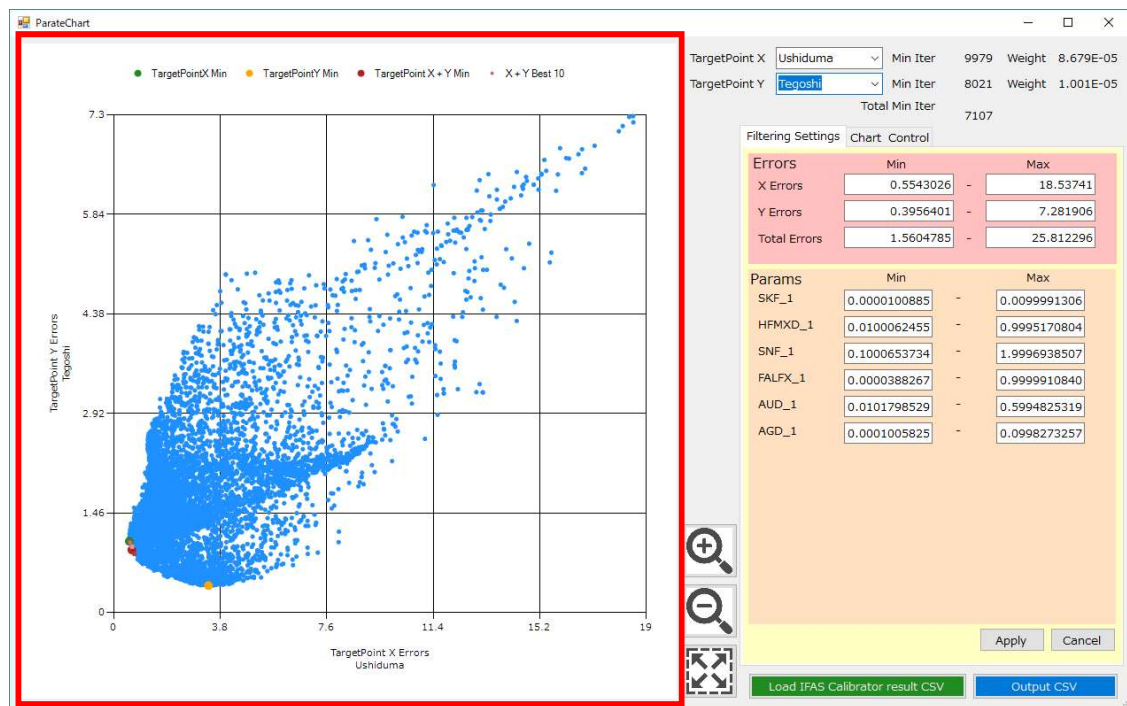 ParateChart
TargetPointX Min
TargetPointY Min
TargetPoint X + Y Min
X + Y Best 10
7.3
5.84
4.38
2.92
1.46
0
0
3.8
7.6
11.4
15.2
19
TargetPoint Y Errors
Tegoshi
TargetPoint X Errors
Ushiduma
TargetPoint X Ushiduma Min Iter 9979 Weight 8.679E-05
TargetPoint Y Tegoshi Min Iter 8021 Weight 1.001E-05
Total Min Iter 7107
Filtering Settings Chart Control
Errors Min Max
X Errors 0.5543026 - 18.53741
Y Errors 0.3956401 - 7.281906
Total Errors 1.5604785 - 25.812296
Params Min Max
SKF_1 0.0000100885 - 0.0099991306
HFMXD_1 0.0100062455 - 0.9995170804
SNF_1 0.1000653734 - 1.9996938507
FALFX_1 0.0000388267 - 0.9999910840
AUD_1 0.0101798529 - 0.5994825319
AGD_1 0.0001005825 - 0.0998273257
Apply Cancel
Load IFAS Calibrator result CSV Output CSV